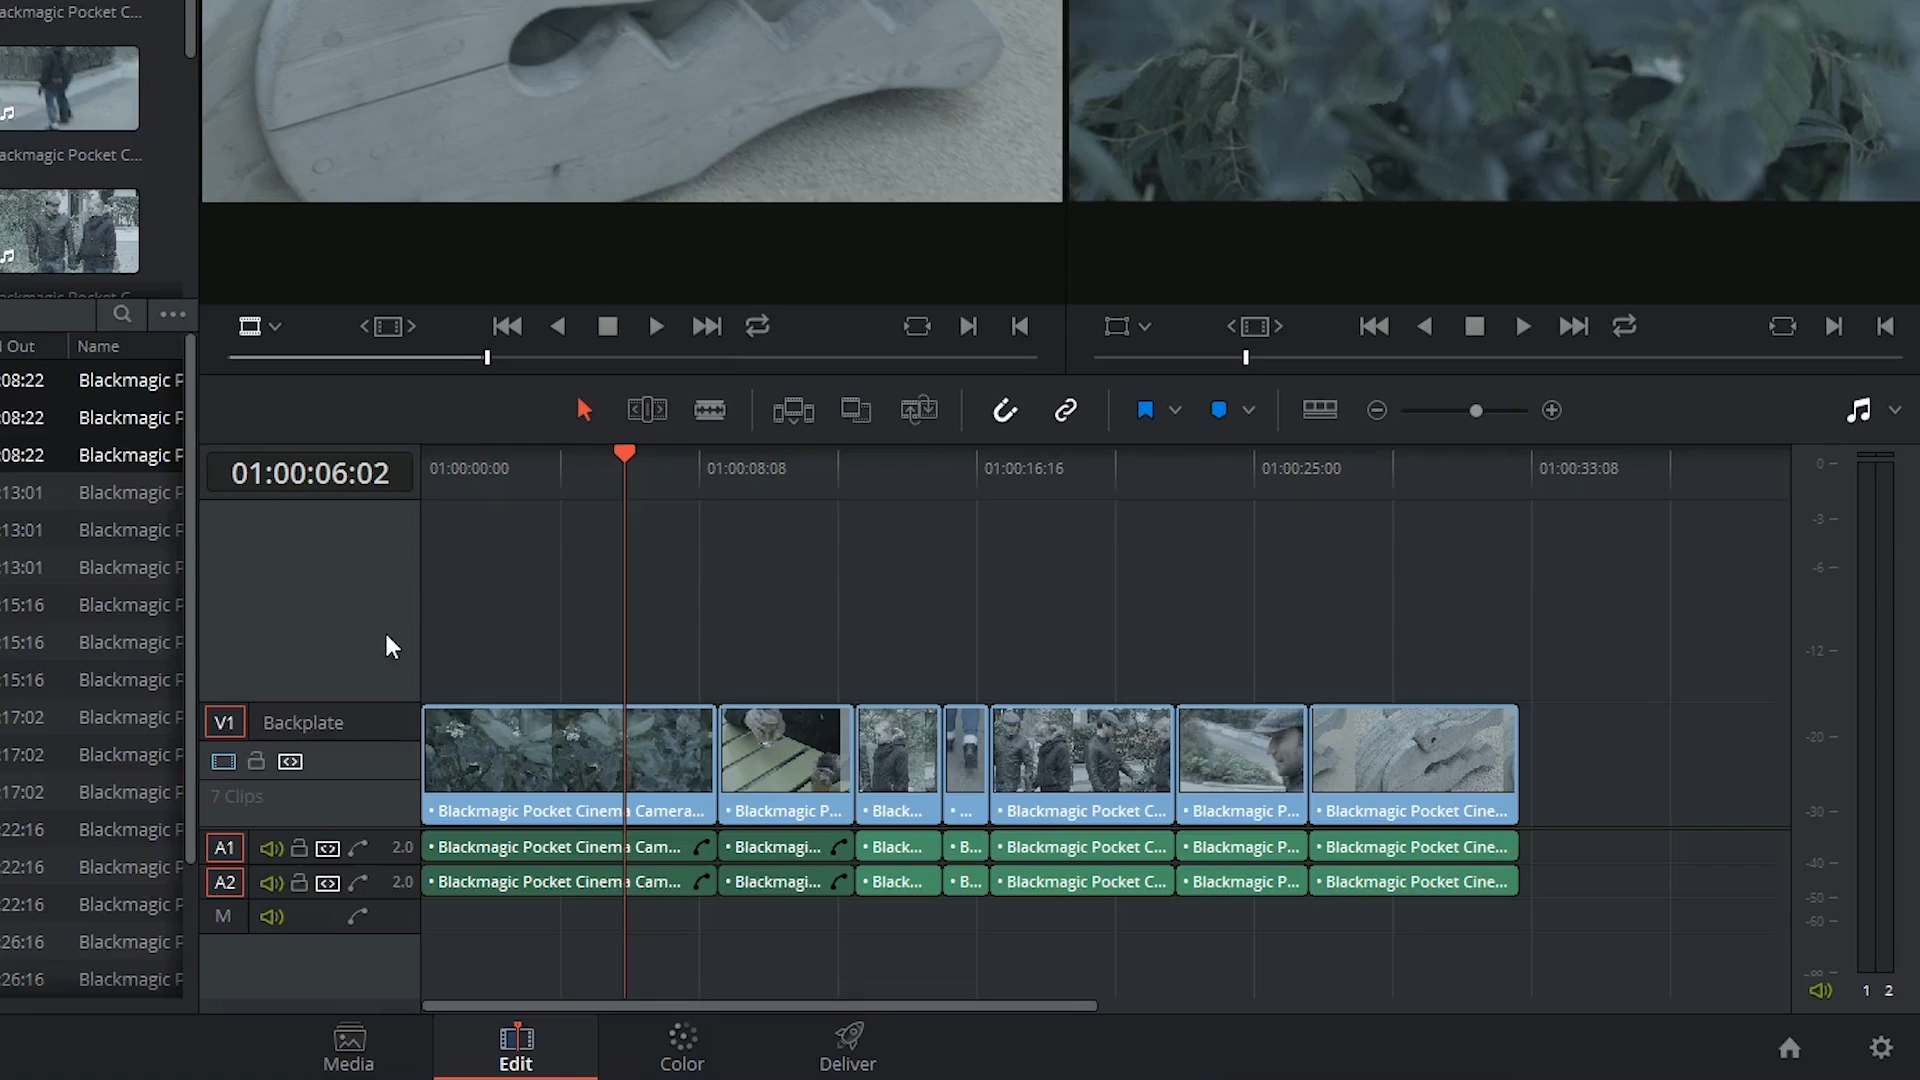 ackmagic Pocket C...
ackmagic Pocket C...
Out Name
08:22 Blackmagic P
08:22 Blackmagic P
08:22 Blackmagic P
13:01 Blackmagic P
13:01 Blackmagic P
13:01 Blackmagic P
15:16 Blackmagic P
15:16 Blackmagic P
15:16 Blackmagic P
17:02 Blackmagic P
17:02 Blackmagic P
17:02 Blackmagic P
22:16 Blackmagic P
22:16 Blackmagic P
22:16 Blackmagic P
26:16 Blackmagic P
26:16 Blackmagic P
01:00:06:02
01:00:00:00 01:00:08:08 01:00:16:16 01:00:25:00 01:00:33:08
V1 Backplate
7 Clips
• Blackmagic Pocket Cinema Camera... • Blackmagic P... • Black... • ... • Blackmagic Pocket C... • Blackmagic P... • Blackmagic Pocket Cine...
A1 2.0 • Blackmagic Pocket Cinema Cam... • Blackmagi... • Black... • B... • Blackmagic Pocket C... • Blackmagic P... • Blackmagic Pocket Cine...
A2 2.0 • Blackmagic Pocket Cinema Cam... • Blackmagi... • Black... • B... • Blackmagic Pocket C... • Blackmagic P... • Blackmagic Pocket Cine...
M
0
-3
-6
-12
-20
-30
-40
-50
-60
-∞
1 2
Media Edit Color Deliver